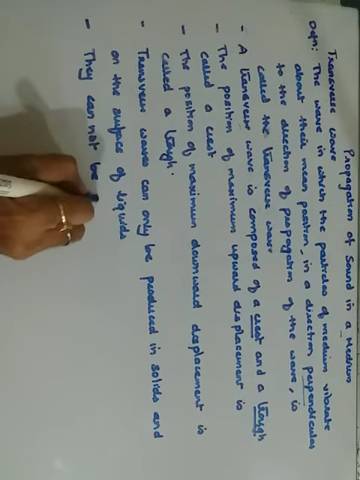 Propagation of Sound in a Medium
Transverse wave
Defn: The wave in which the particles of medium vibrate
about their mean position, in a direction perpendicular
to the direction of propagation of the wave, is
called the transverse wave.
- A transverse wave is composed of a crest and a trough
- The position of maximum upward displacement is
called a crest
- The position of maximum downward displacement is
called a trough.
- Transverse waves can only be produced in solids and
on the surface of liquids
- They can not be